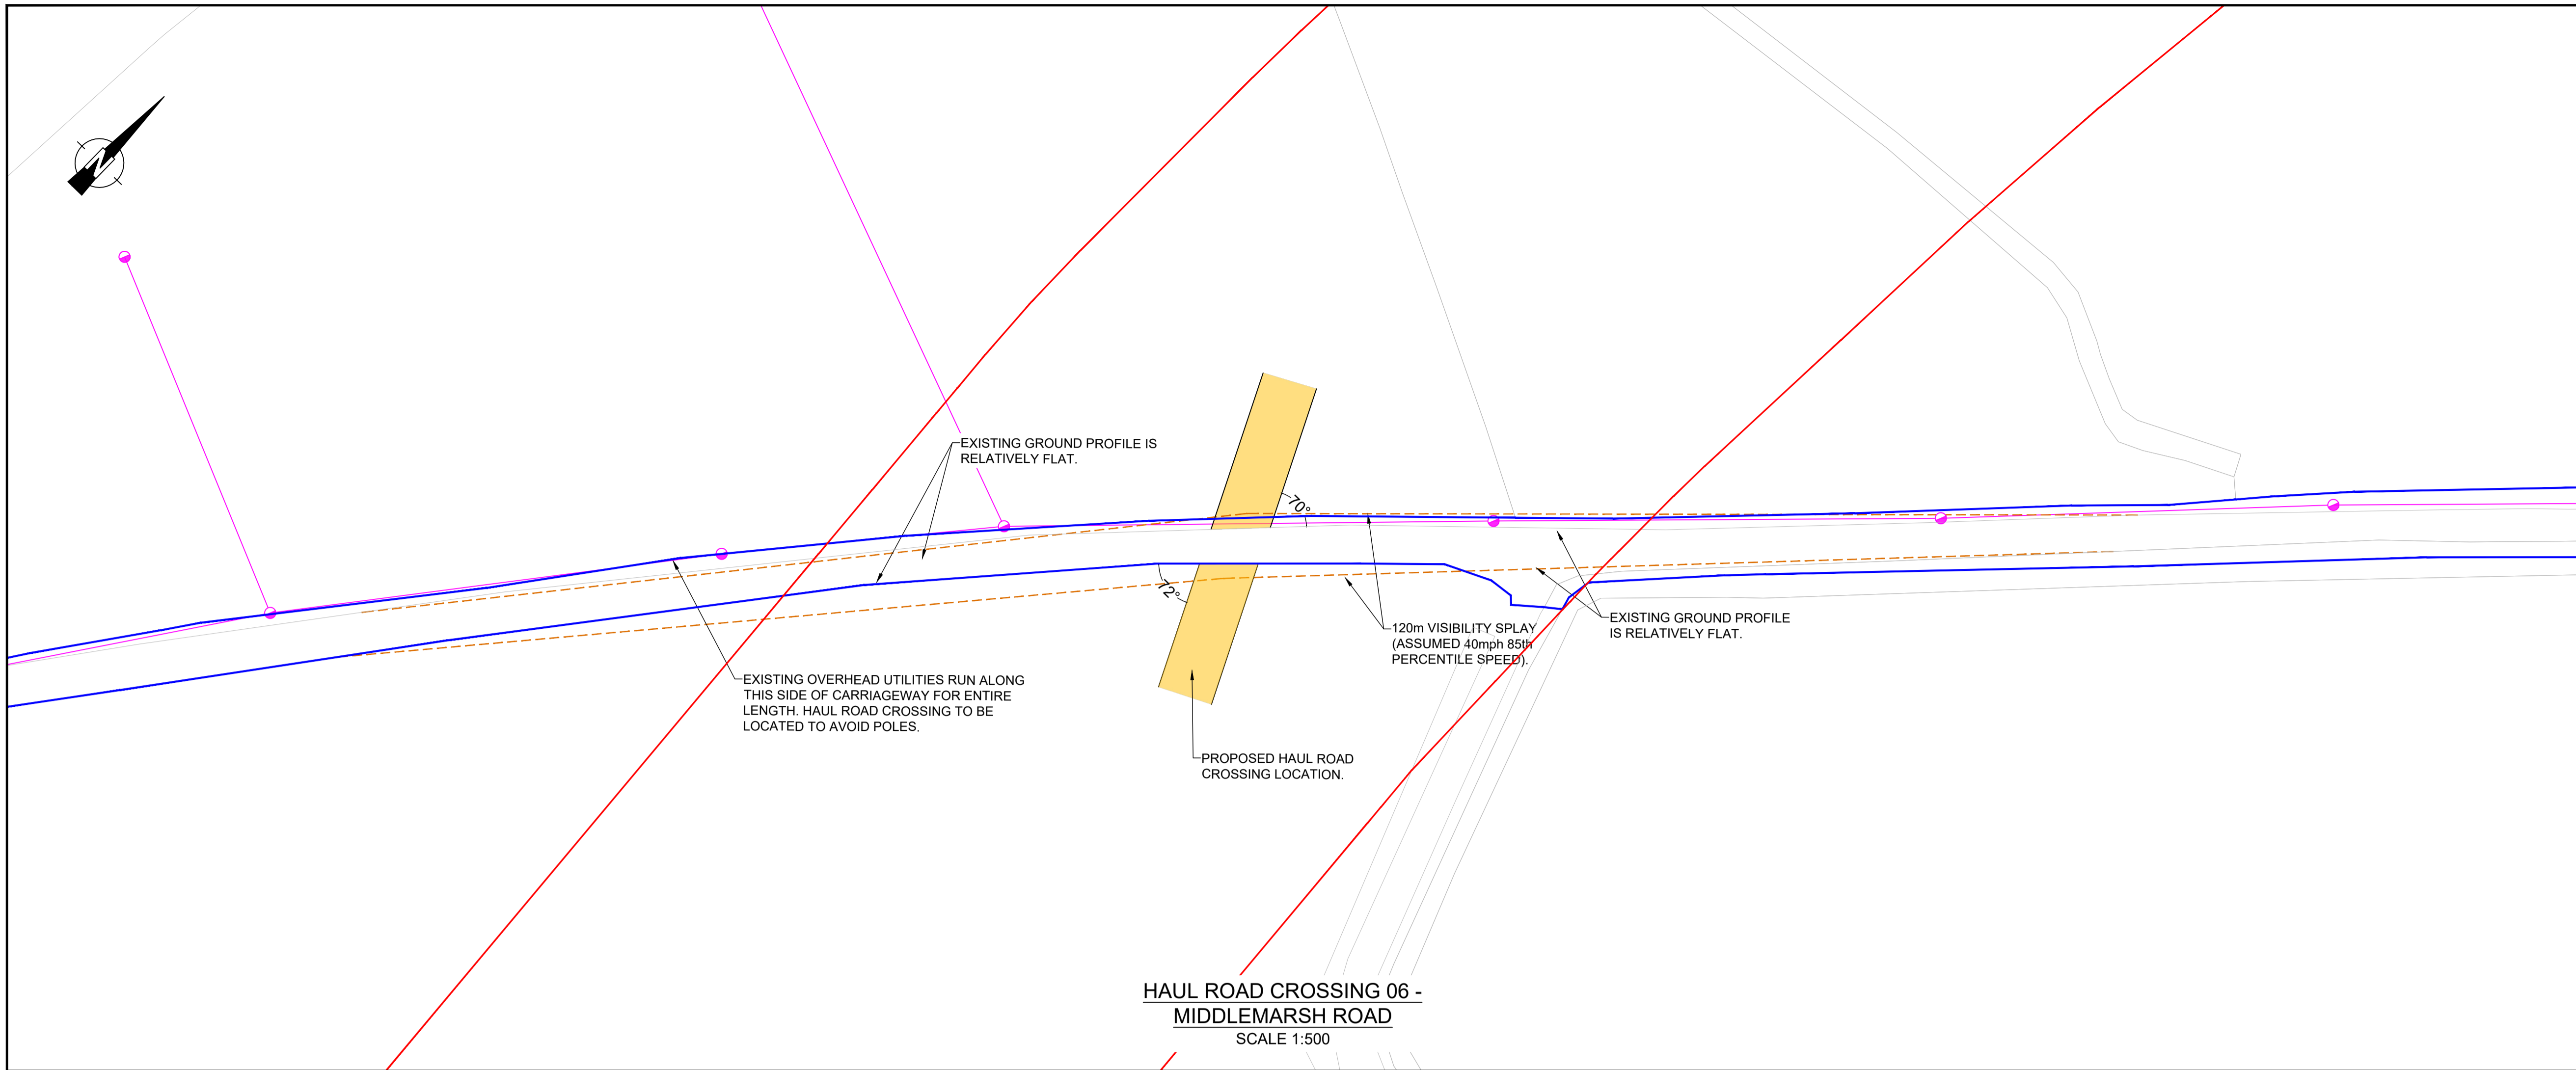 N
EXISTING GROUND PROFILE IS
RELATIVELY FLAT.
70°
72°
120m VISIBILITY SPLAY
(ASSUMED 40mph 85th
PERCENTILE SPEED).
EXISTING GROUND PROFILE
IS RELATIVELY FLAT.
EXISTING OVERHEAD UTILITIES RUN ALONG
THIS SIDE OF CARRIAGEWAY FOR ENTIRE
LENGTH. HAUL ROAD CROSSING TO BE
LOCATED TO AVOID POLES.
PROPOSED HAUL ROAD
CROSSING LOCATION.
HAUL ROAD CROSSING 06 -
MIDDLEMARSH ROAD
SCALE 1:500